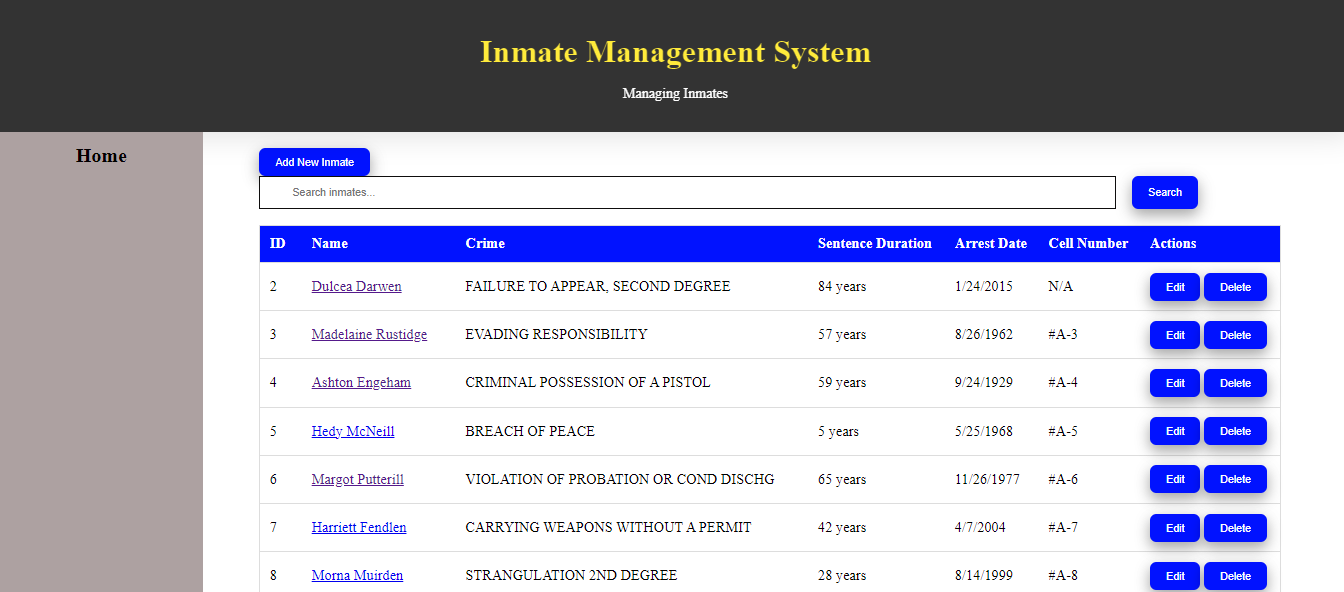 Inmate Management System
Managing Inmates
Home
Add New Inmate
Search inmates... Search
ID Name Crime Sentence Duration Arrest Date Cell Number Actions
2 Dulcea Darwen FAILURE TO APPEAR, SECOND DEGREE 84 years 1/24/2015 N/A Edit Delete
3 Madelaine Rustidge EVADING RESPONSIBILITY 57 years 8/26/1962 #A-3 Edit Delete
4 Ashton Engeham CRIMINAL POSSESSION OF A PISTOL 59 years 9/24/1929 #A-4 Edit Delete
5 Hedy McNeill BREACH OF PEACE 5 years 5/25/1968 #A-5 Edit Delete
6 Margot Putterill VIOLATION OF PROBATION OR COND DISCHG 65 years 11/26/1977 #A-6 Edit Delete
7 Harriett Fendlen CARRYING WEAPONS WITHOUT A PERMIT 42 years 4/7/2004 #A-7 Edit Delete
8 Morna Muirden STRANGULATION 2ND DEGREE 28 years 8/14/1999 #A-8 Edit Delete